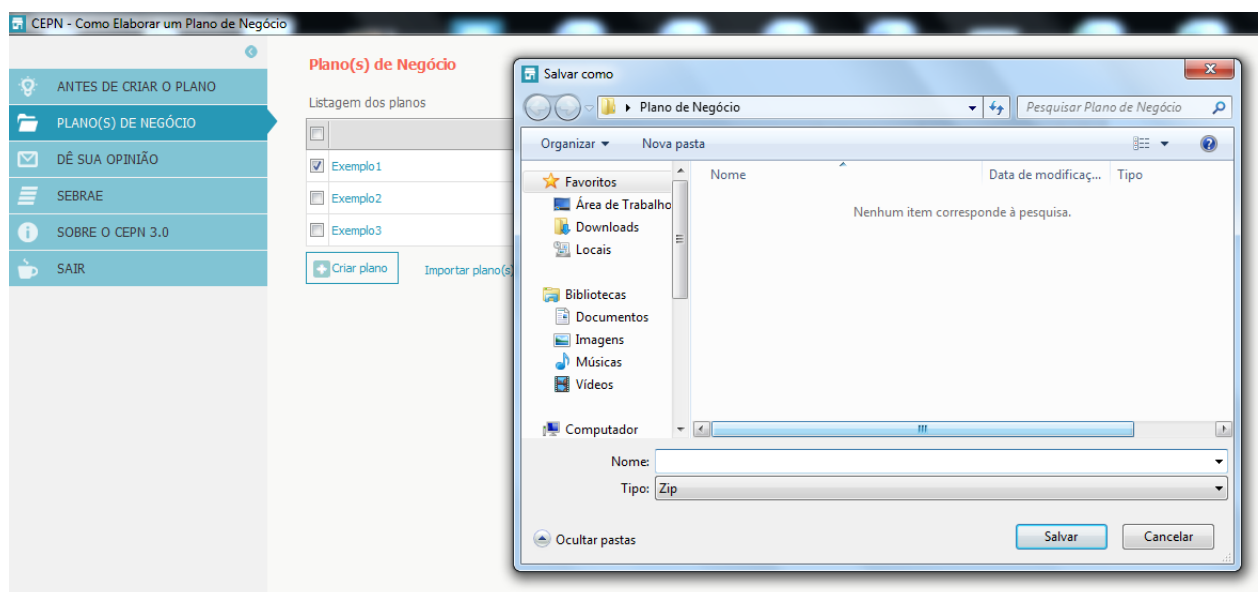 CEPN - Como Elaborar um Plano de Negócio
ANTES DE CRIAR O PLANO
PLANO(S) DE NEGÓCIO
DÊ SUA OPINIÃO
SEBRAE
SOBRE O CEPN 3.0
SAIR
Plano(s) de Negócio
Listagem dos planos
Exemplo1
Exemplo2
Exemplo3
Criar plano
Importar plano(s)
Salvar como
Plano de Negócio
Pesquisar Plano de Negócio
Organizar
Nova pasta
Favoritos
Área de Trabalho
Downloads
Locais
Bibliotecas
Documentos
Imagens
Músicas
Vídeos
Computador
Nome
Data de modificaç...
Tipo
Nenhum item corresponde à pesquisa.
Nome:
Tipo: Zip
Ocultar pastas
Salvar
Cancelar